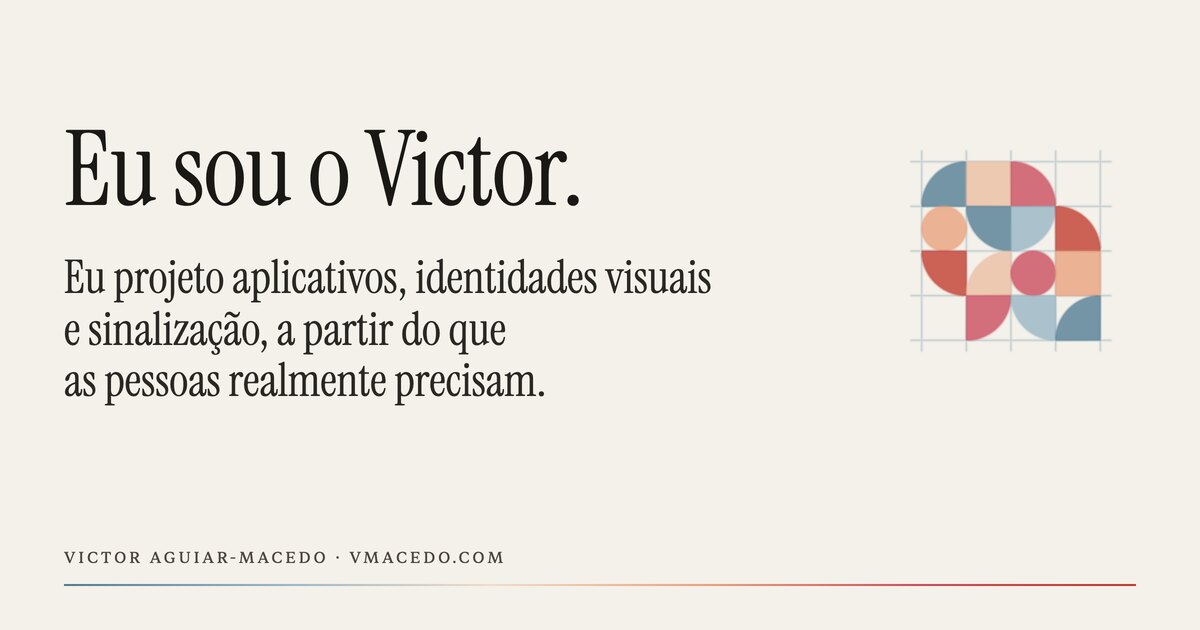 Eu sou o Victor.
Eu projeto aplicativos, identidades visuais
e sinalização, a partir do que
as pessoas realmente precisam.
VICTOR AGUIAR-MACEDO · VMACEDO.COM